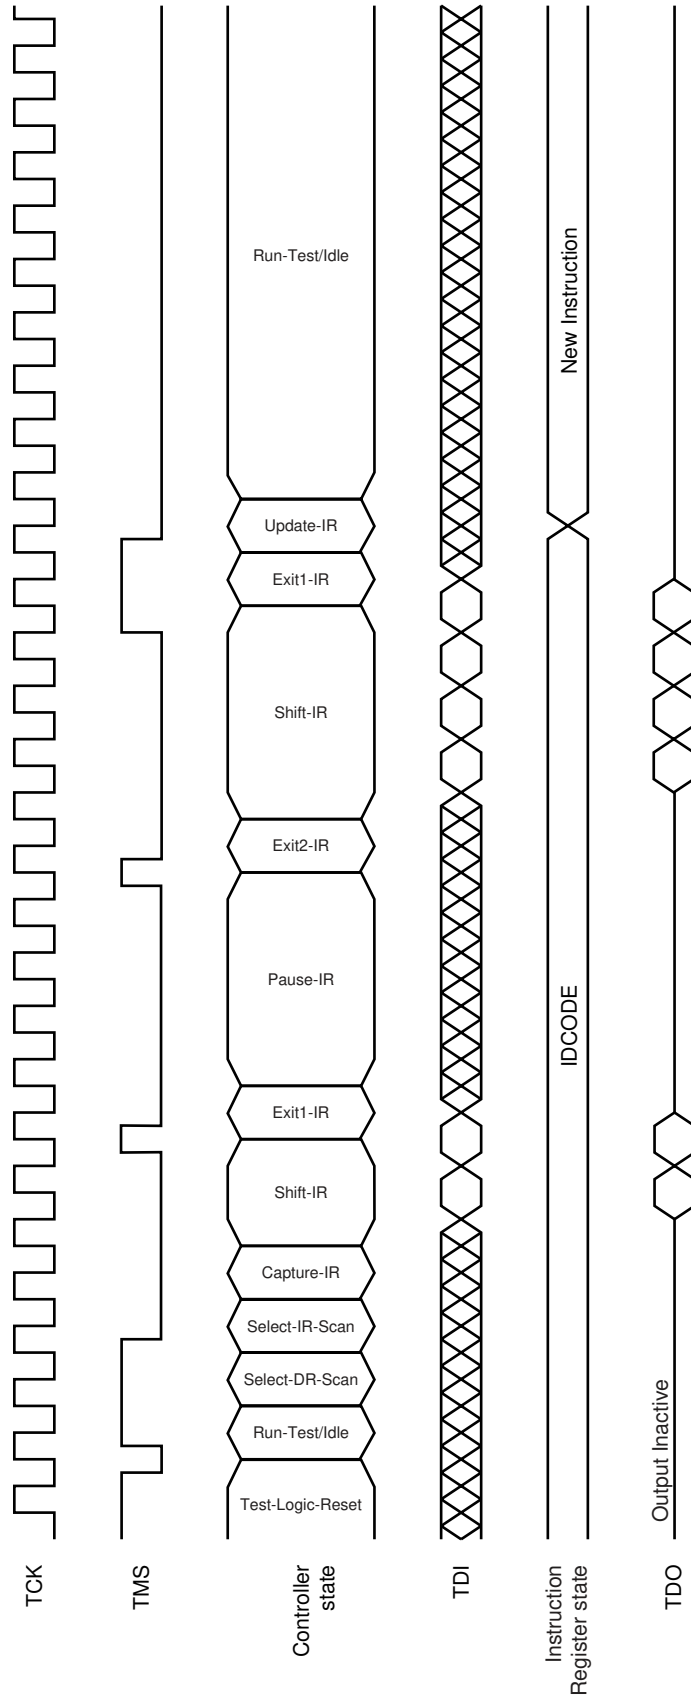 TCK
TMS
Controller
state
Test-Logic-Reset
Run-Test/Idle
Select-DR-Scan
Select-IR-Scan
Capture-IR
Shift-IR
Exit1-IR
Pause-IR
Exit2-IR
Shift-IR
Exit1-IR
Update-IR
Run-Test/Idle
TDI
Instruction
Register state
IDCODE
New Instruction
TDO
Output Inactive